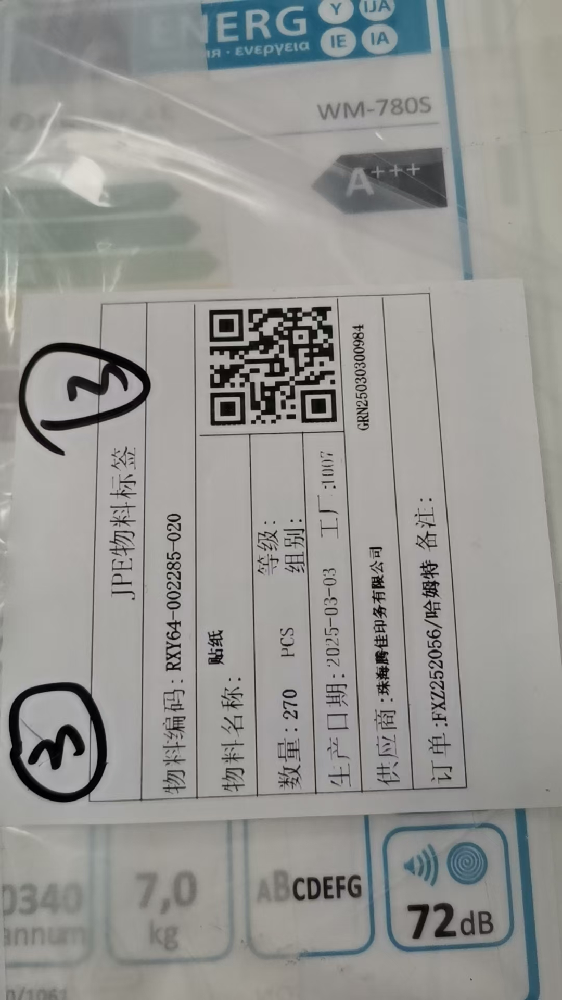 ENERG
Y
IJA
ия · ενεργεια
IE
IA
WM-780S
A+++
JPE物料标签
物料编码：RXY64-002285-020
物料名称：贴纸
数量：270 PCS
等级：
组别：
生产日期：2025-03-03 工厂:1007
供应商:珠海腾佳印务有限公司
GRN25030300984
订单:FXZ252056/哈姆特 备注：
3
3
0340
annum
7,0
kg
ABCDEFG
72dB
0/1061